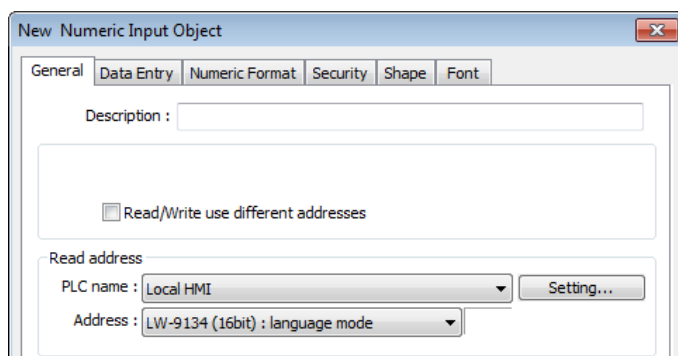 New Numeric Input Object
General Data Entry Numeric Format Security Shape Font
Description :
Read/Write use different addresses
Read address
PLC name : Local HMI Setting...
Address : LW-9134 (16bit) : language mode